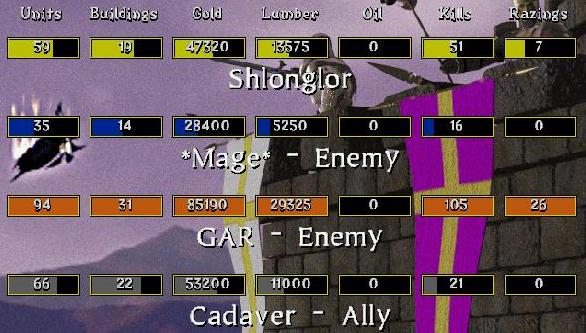 Units Buildings Gold Lumber Oil Kills Razings
59 19 47320 13575 0 51 7
Shlonglor
35 14 28400 5250 0 16 0
*Mage* - Enemy
94 31 85190 29325 0 105 26
GAR - Enemy
66 22 53200 11000 0 21 0
Cadaver - Ally